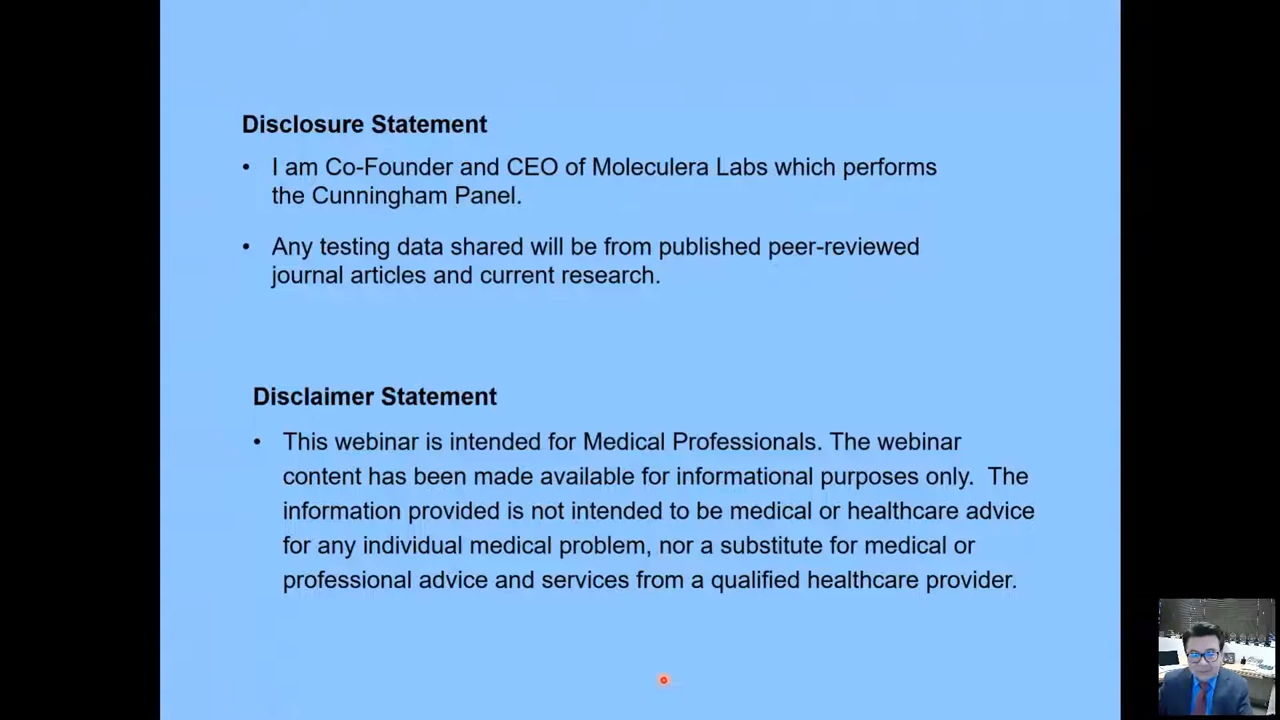 Disclosure Statement
• I am Co-Founder and CEO of Moleculera Labs which performs
the Cunningham Panel.
• Any testing data shared will be from published peer-reviewed
journal articles and current research.
Disclaimer Statement
• This webinar is intended for Medical Professionals. The webinar
content has been made available for informational purposes only.  The
information provided is not intended to be medical or healthcare advice
for any individual medical problem, nor a substitute for medical or
professional advice and services from a qualified healthcare provider.